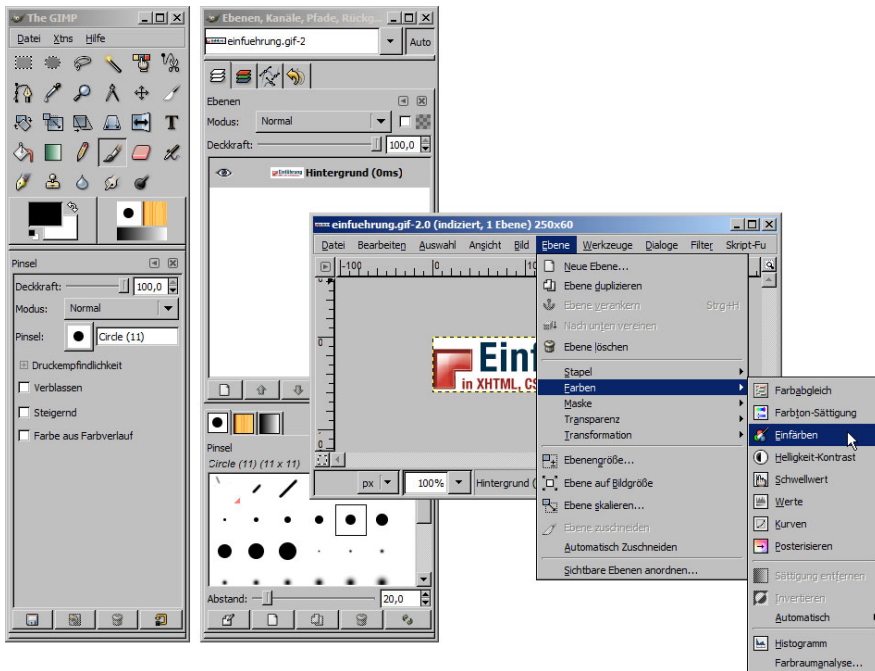 The GIMP
Datei Xtns Hilfe
Pinsel
Deckkraft: 100,0
Modus: Normal
Pinsel: Circle (11)
Druckempfindlichkeit
Verblassen
Steigernd
Farbe aus Farbverlauf
Ebenen, Kanäle, Pfade, Rückg...
einfuehrung.gif-2 Auto
Ebenen
Modus: Normal
Deckkraft: 100,0
Hintergrund (0ms)
Pinsel
Circle (11) (11 x 11)
Abstand: 20,0
einfuehrung.gif-2.0 (indiziert, 1 Ebene) 250x60
Datei Bearbeiten Auswahl Ansicht Bild Ebene Werkzeuge Dialoge Filter Skript-Fu
-100 0
0
0
Einf
in XHTML, CS
px 100% Hintergrund (
Neue Ebene...
Ebene duplizieren
Ebene verankern Strg+H
Nach unten vereinen
Ebene löschen
Stapel
Farben
Maske
Transparenz
Transformation
Ebenengröße...
Ebene auf Bildgröße
Ebene skalieren...
Ebene zuschneiden
Automatisch Zuschneiden
Sichtbare Ebenen anordnen...
Farbabgleich
Farbton-Sättigung
Einfärben
Helligkeit-Kontrast
Schwellwert
Werte
Kurven
Posterisieren
Sättigung entfernen
Invertieren
Automatisch
Histogramm
Farbraumanalyse...